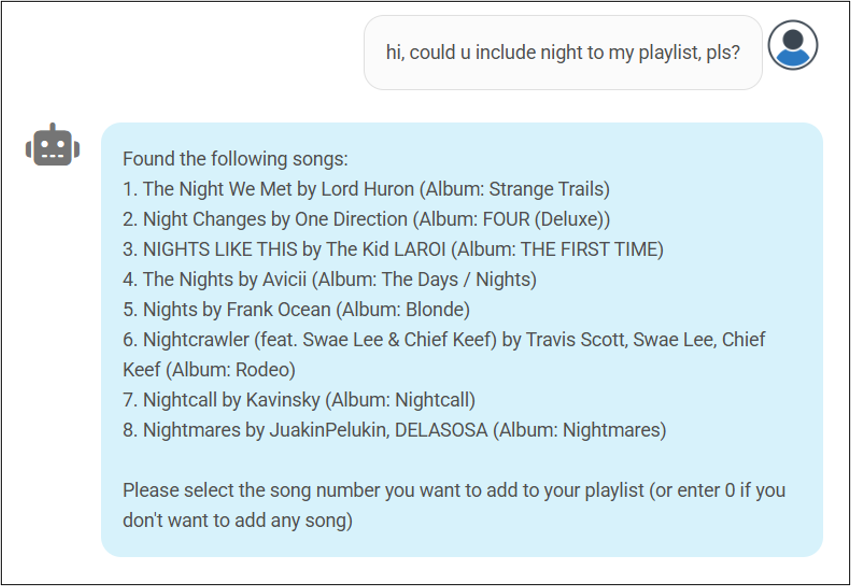 hi, could u include night to my playlist, pls?
Found the following songs:
1. The Night We Met by Lord Huron (Album: Strange Trails)
2. Night Changes by One Direction (Album: FOUR (Deluxe))
3. NIGHTS LIKE THIS by The Kid LAROI (Album: THE FIRST TIME)
4. The Nights by Avicii (Album: The Days / Nights)
5. Nights by Frank Ocean (Album: Blonde)
6. Nightcrawler (feat. Swae Lee & Chief Keef) by Travis Scott, Swae Lee, Chief
Keef (Album: Rodeo)
7. Nightcall by Kavinsky (Album: Nightcall)
8. Nightmares by JuakinPelukin, DELASOSA (Album: Nightmares)
Please select the song number you want to add to your playlist (or enter 0 if you
don't want to add any song)